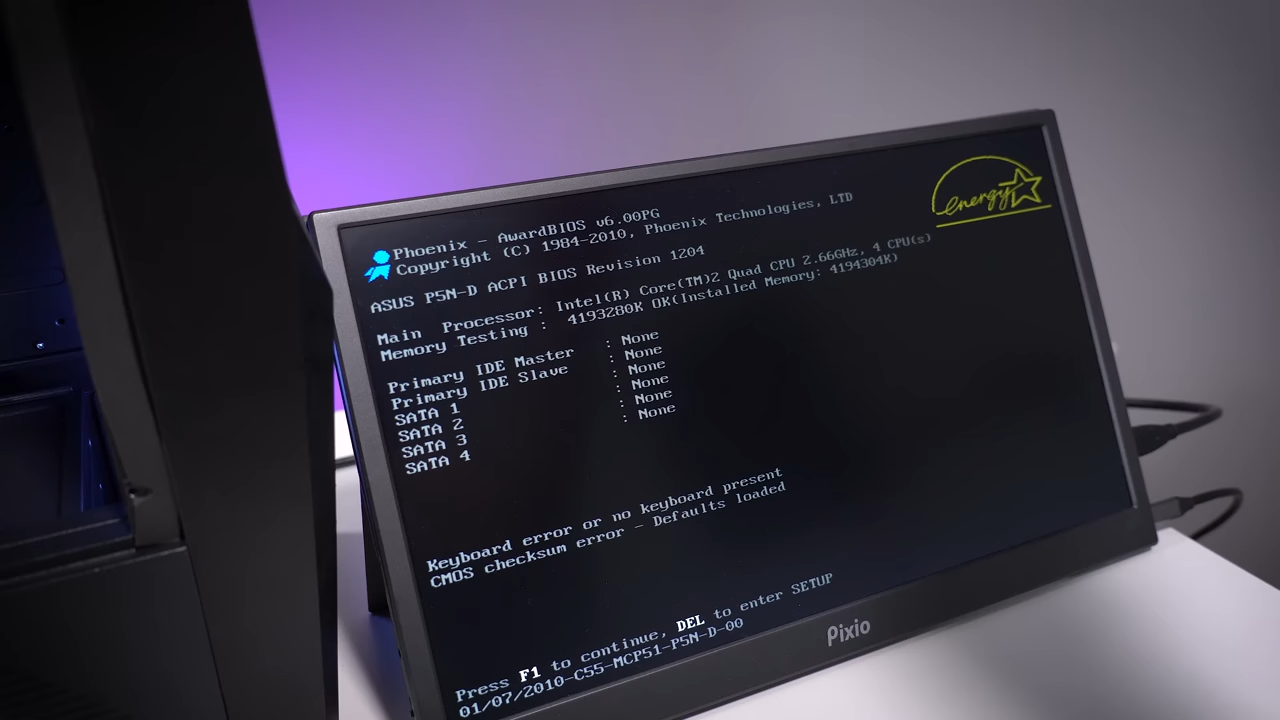 Phoenix - AwardBIOS v6.00PG
Copyright (C) 1984-2010, Phoenix Technologies, LTD
energy
ASUS P5N-D ACPI BIOS Revision 1204
Main Processor: Intel(R) Core(TM)2 Quad CPU 2.66GHz, 4 CPU(s)
Memory Testing : 4193280K OK(Installed Memory: 4194304K)
Primary IDE Master : None
Primary IDE Slave : None
SATA 1 : None
SATA 2 : None
SATA 3 : None
SATA 4 : None
Keyboard error or no keyboard present
CMOS checksum error - Defaults loaded
Press F1 to continue, DEL to enter SETUP
01/07/2010-C55-MCP51-P5N-D-00
Pixio